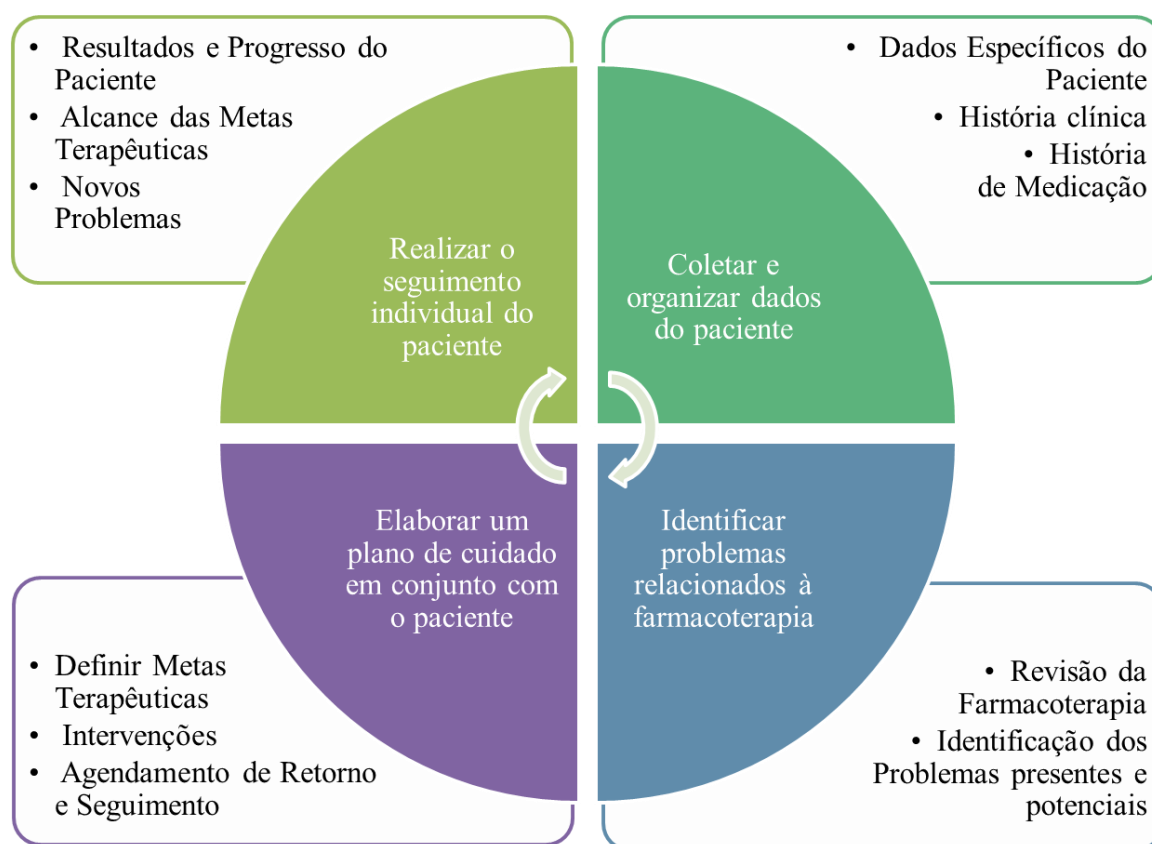 • Resultados e Progresso do
Paciente
• Alcance das Metas
Terapêuticas
• Novos
Problemas
• Dados Específicos do
Paciente
• História clínica
• História
de Medicação
Realizar o
seguimento
individual do
paciente
Coletar e
organizar dados
do paciente
Elaborar um
plano de cuidado
em conjunto com
o paciente
Identificar
problemas
relacionados à
farmacoterapia
• Definir Metas
Terapêuticas
• Intervenções
• Agendamento de Retorno
e Seguimento
• Revisão da
Farmacoterapia
• Identificação dos
Problemas presentes e
potenciais